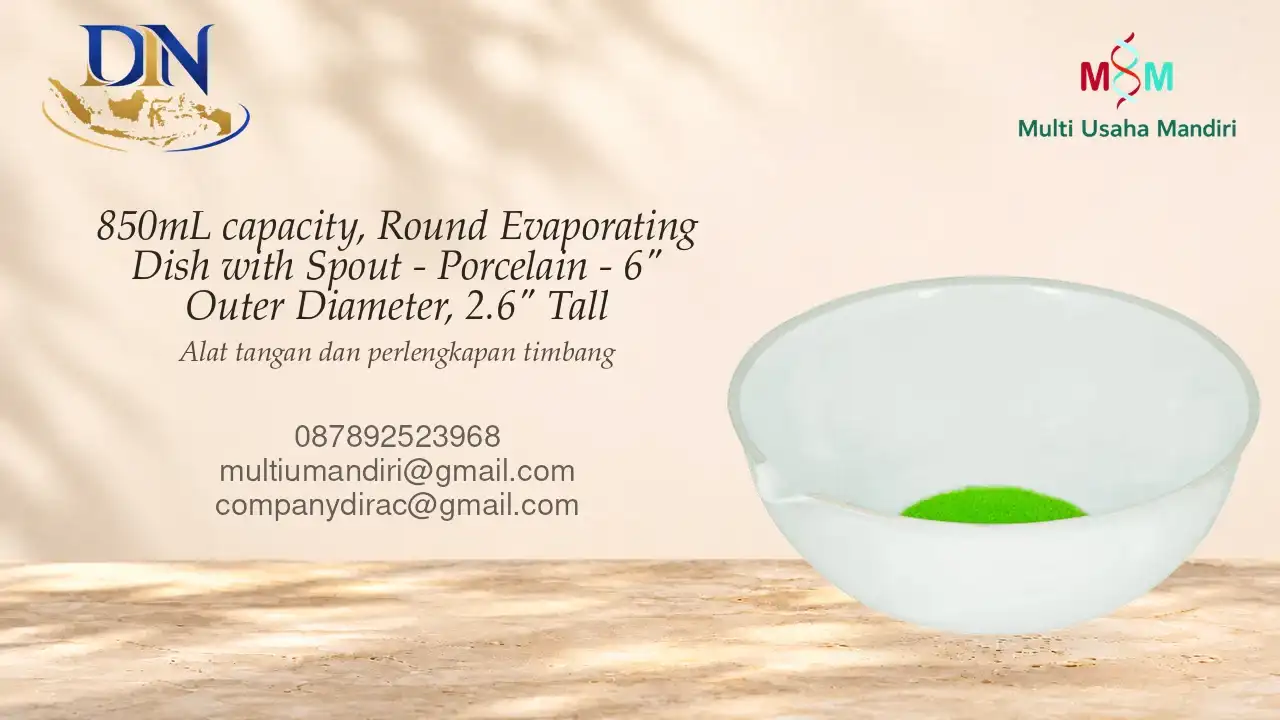 DIN
MSM
Multi Usaha Mandiri
850mL capacity, Round Evaporating
Dish with Spout - Porcelain - 6"
Outer Diameter, 2.6" Tall
Alat tangan dan perlengkapan timbang
087892523968
multiumandiri@gmail.com
companydirac@gmail.com